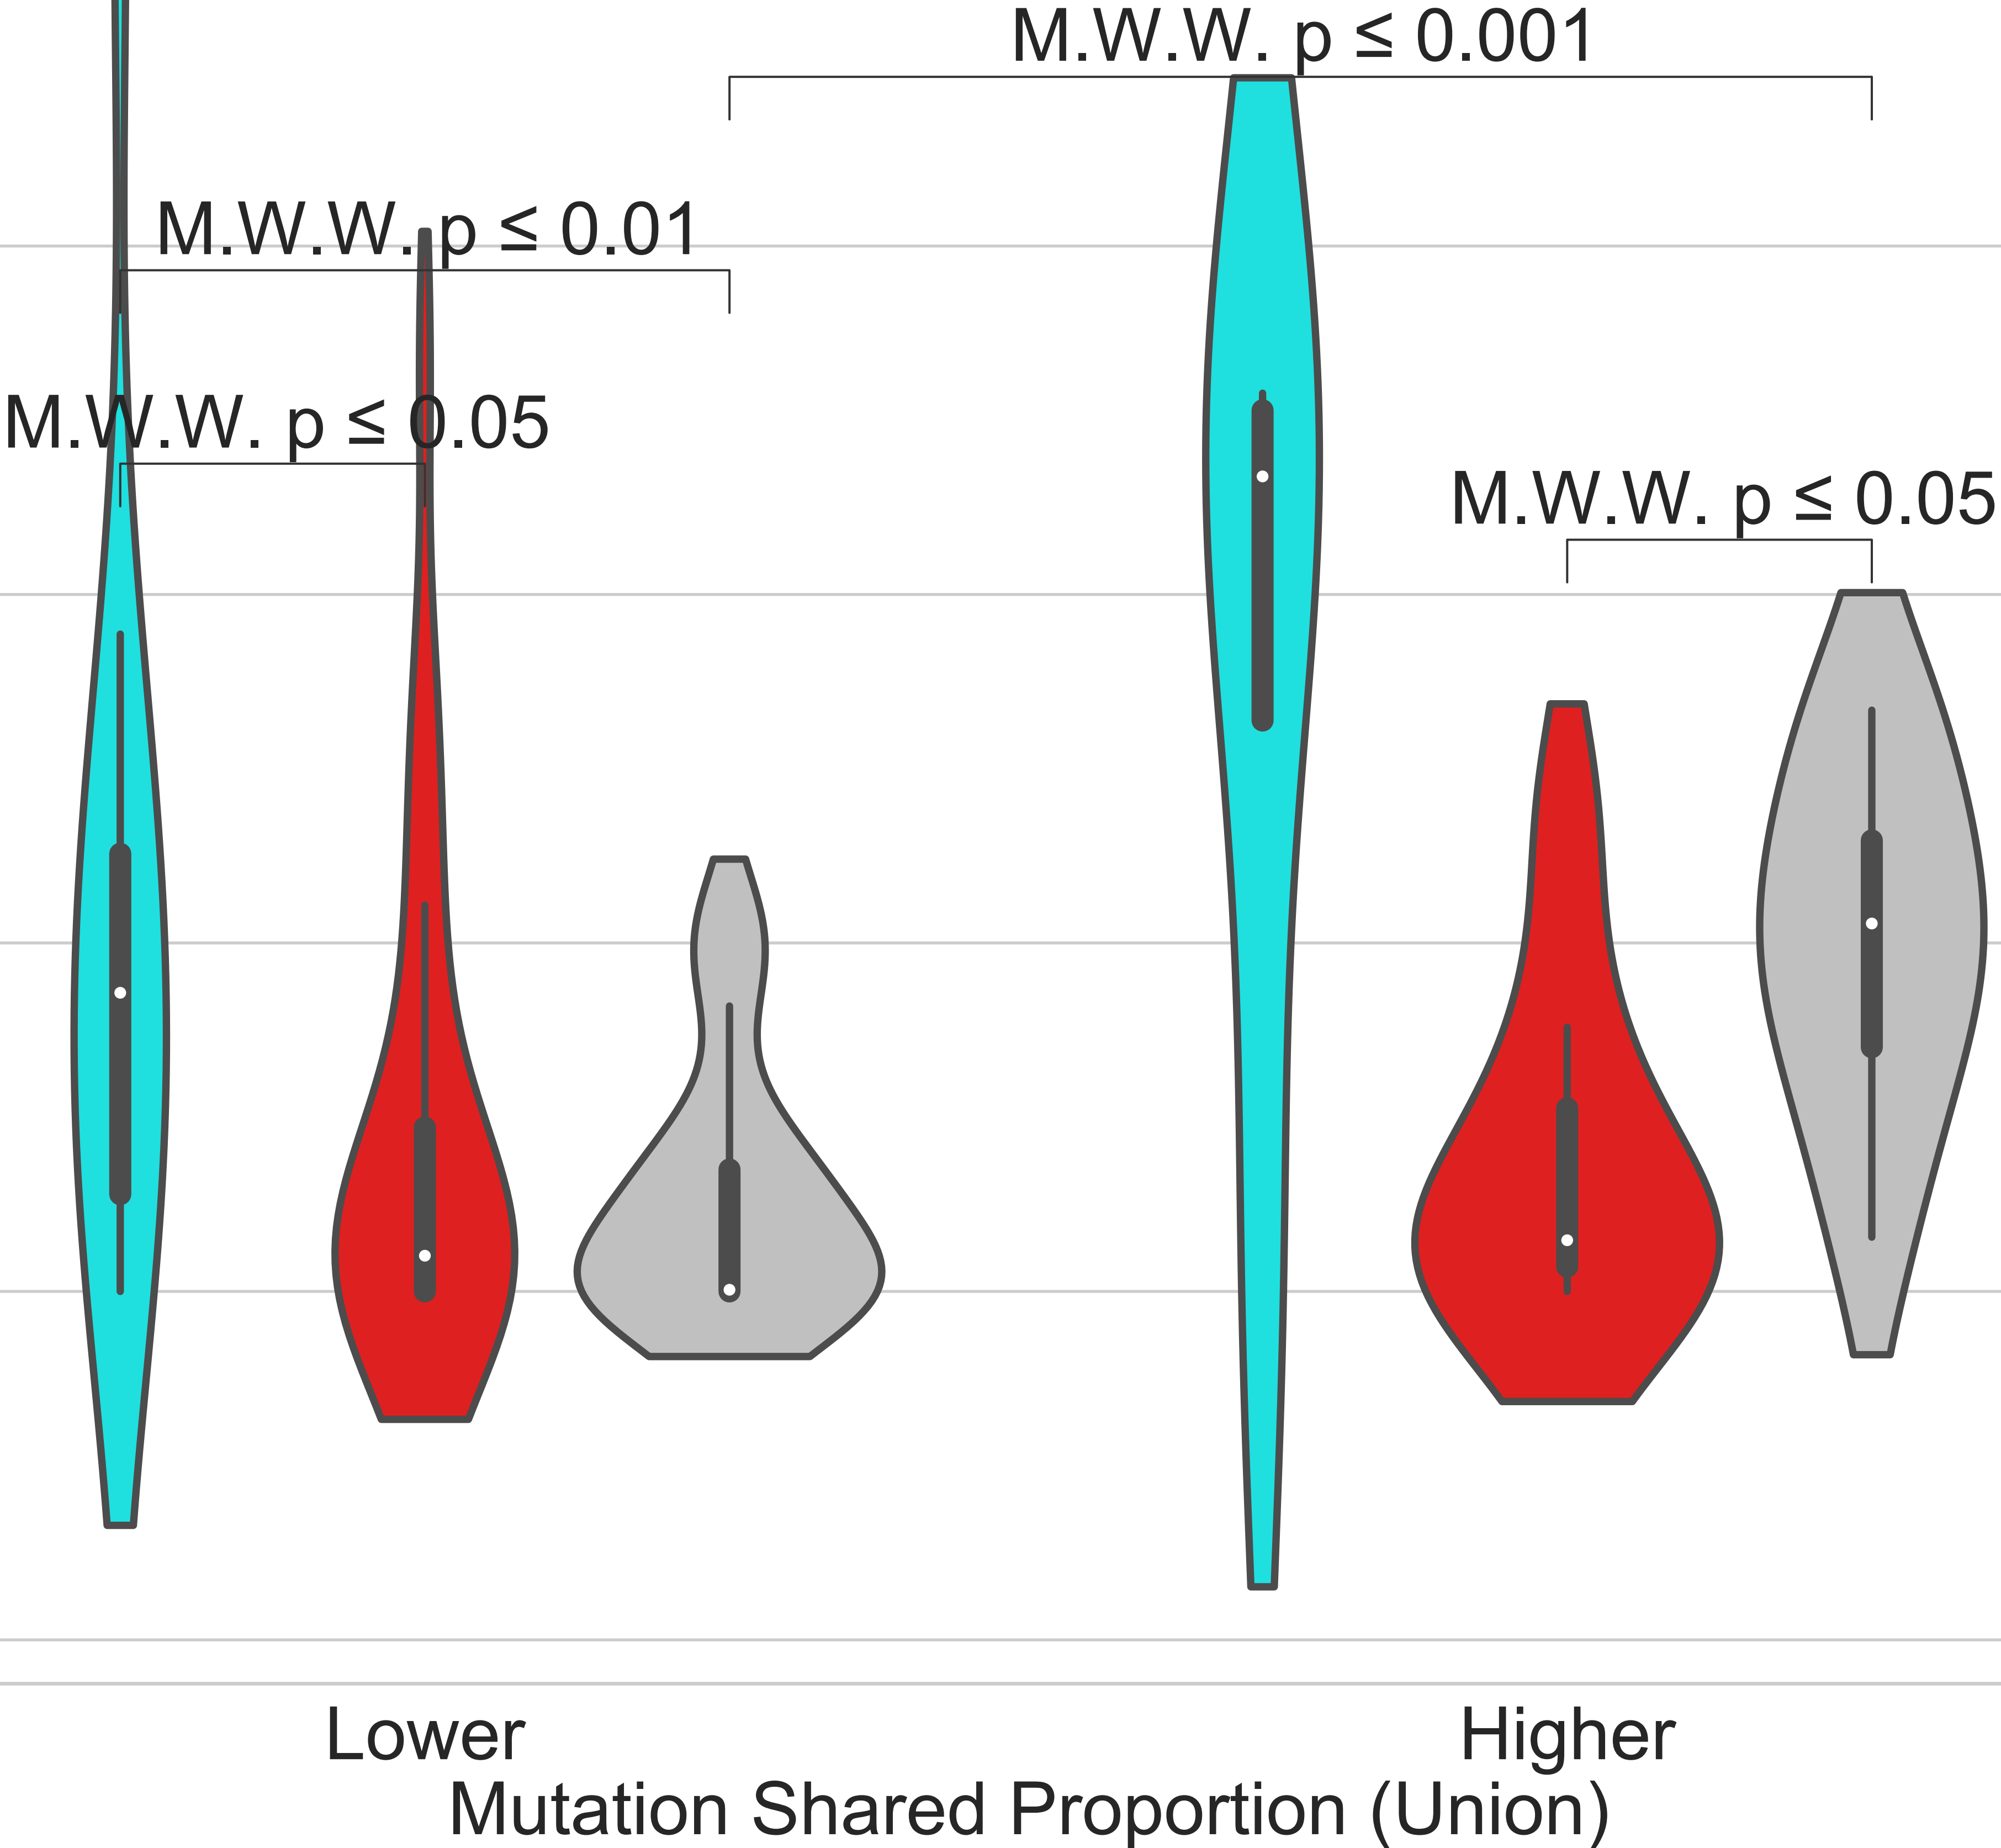 M.W.W. p ≤ 0.001
M.W.W. p ≤ 0.01
M.W.W. p ≤ 0.05
M.W.W. p ≤ 0.05
Lower
Higher
Mutation Shared Proportion (Union)